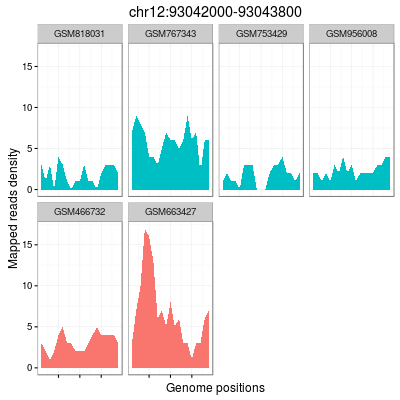 chr12:93042000-93043800
GSM818031 GSM767343 GSM753429 GSM956008
15
10
5
0
GSM466732 GSM663427
15
10
5
0
Mapped reads density
Genome positions